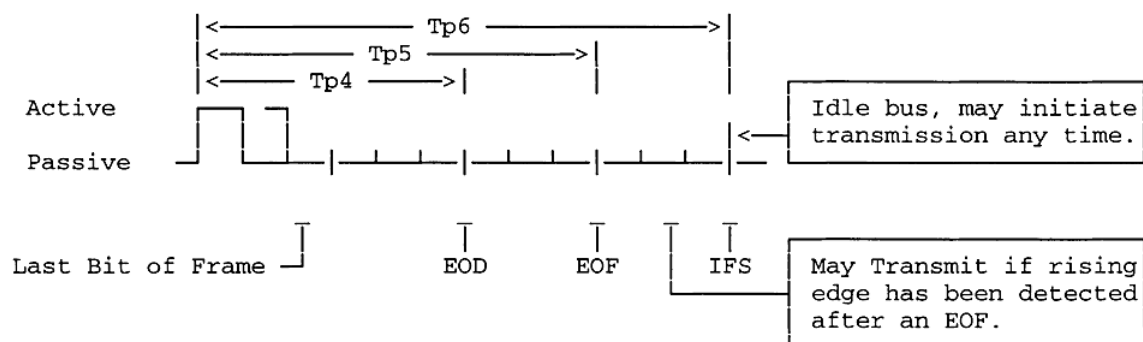 Tp6
Tp5
Tp4
Active
Passive
Idle bus, may initiate
transmission any time.
Last Bit of Frame
EOD
EOF
IFS
May Transmit if rising
edge has been detected
after an EOF.